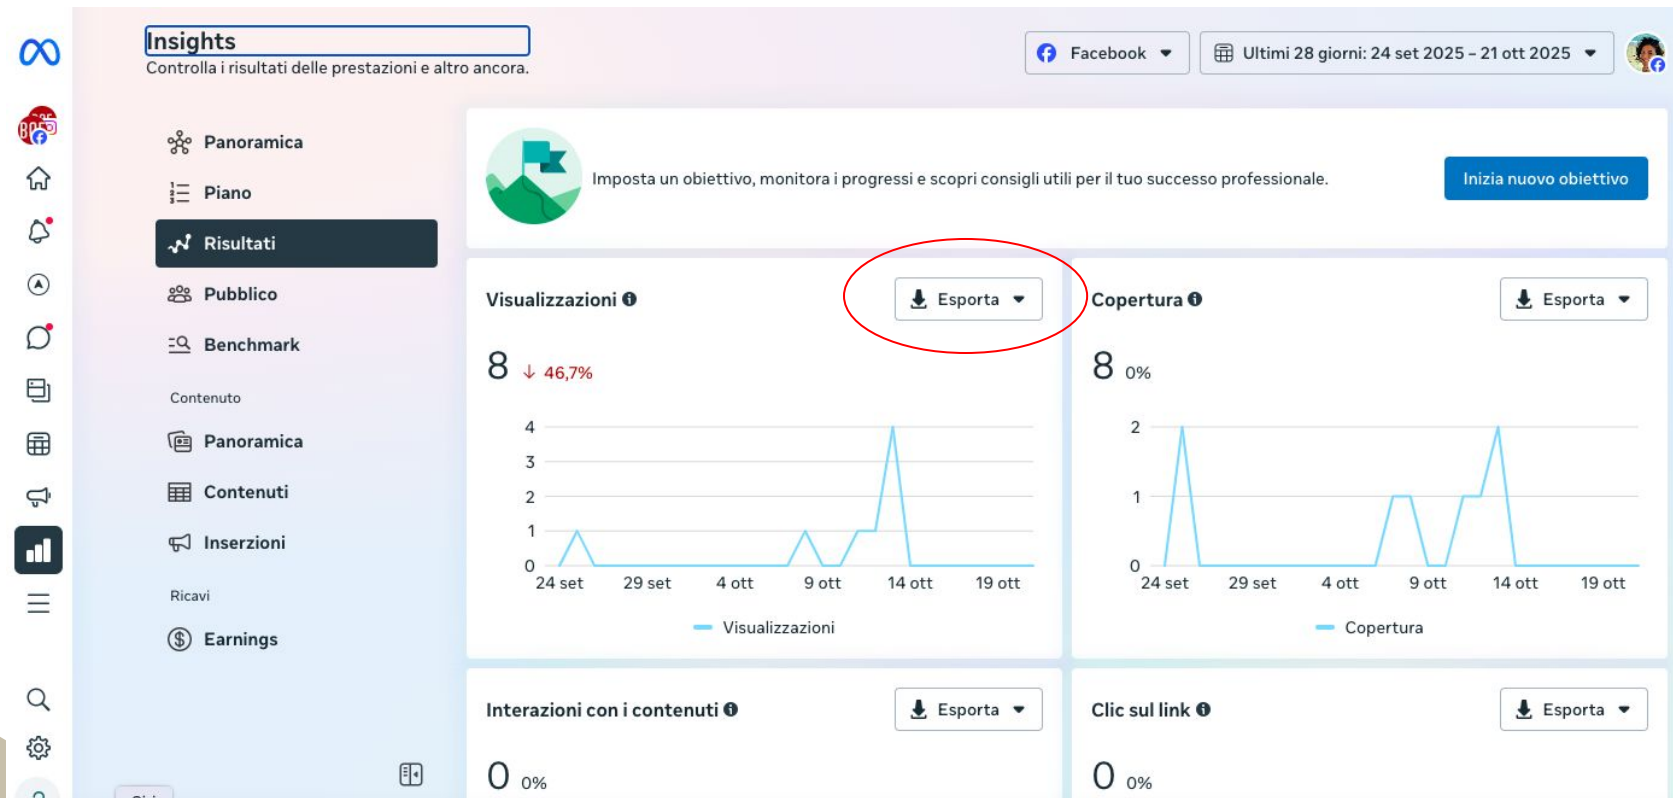 Insights
Controlla i risultati delle prestazioni e altro ancora.
Facebook
Ultimi 28 giorni: 24 set 2025 – 21 ott 2025
Panoramica
Piano
Risultati
Pubblico
Benchmark
Contenuto
Panoramica
Contenuti
Inserzioni
Ricavi
Earnings
Imposta un obiettivo, monitora i progressi e scopri consigli utili per il tuo successo professionale.
Inizia nuovo obiettivo
Visualizzazioni
Esporta
8 ↓ 46,7%
4
3
2
1
0
24 set 29 set 4 ott 9 ott 14 ott 19 ott
Visualizzazioni
Copertura
Esporta
8 0%
2
1
0
24 set 29 set 4 ott 9 ott 14 ott 19 ott
Copertura
Interazioni con i contenuti
Esporta
0 0%
Clic sul link
Esporta
0 0%